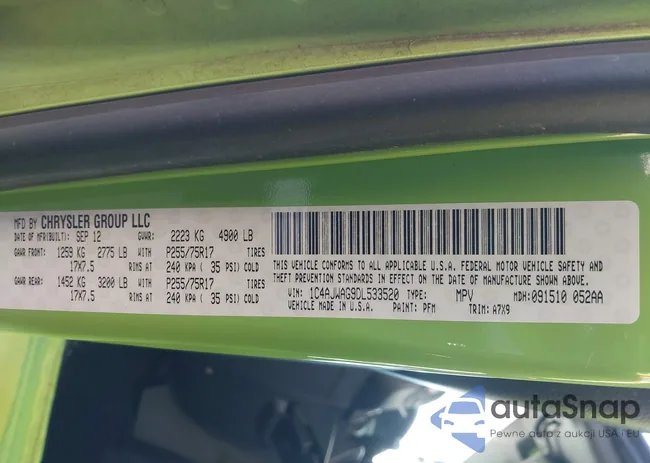 MFD BY CHRYSLER GROUP LLC
DATE OF MFR(BUILT): SEP 12 GVWR: 2223 KG 4900 LB
GAWR FRONT: 1259 KG 2775 LB WITH P255/75R17 TIRES
17X7.5 RIMS AT 240 KPA ( 35 PSI) COLD
GAWR REAR: 1452 KG 3200 LB WITH P255/75R17 TIRES
17X7.5 RIMS AT 240 KPA ( 35 PSI) COLD
THIS VEHICLE CONFORMS TO ALL APPLICABLE U.S.A. FEDERAL MOTOR VEHICLE SAFETY AND
THEFT PREVENTION STANDARDS IN EFFECT ON THE DATE OF MANUFACTURE SHOWN ABOVE.
VIN: 1C4AJWAG9DL533520 TYPE: MPV MDH: 091510 052AA
VEHICLE MADE IN U.S.A. PAINT: PFM TRIM: A7X9
autaSnap
Pewne auta z aukcji USA i EU